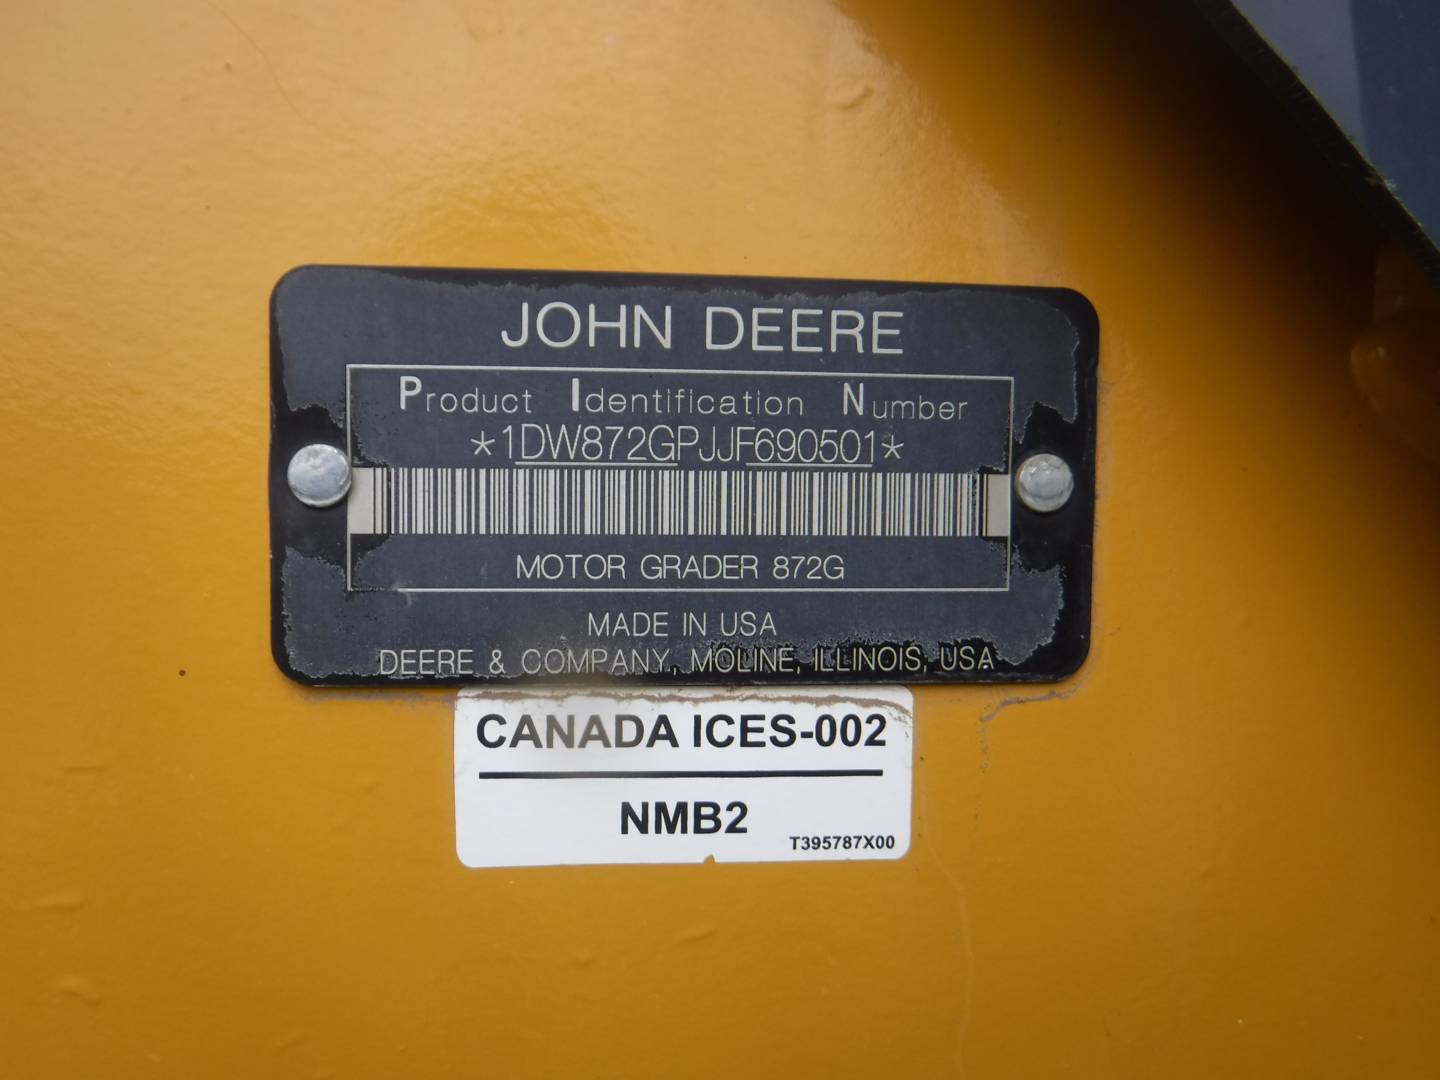 JOHN DEERE
Product Identification Number
*1DW872GPJJF690501*
MOTOR GRADER 872G
MADE IN USA
DEERE & COMPANY, MOLINE, ILLINOIS, USA
CANADA ICES-002
NMB2
T395787X00